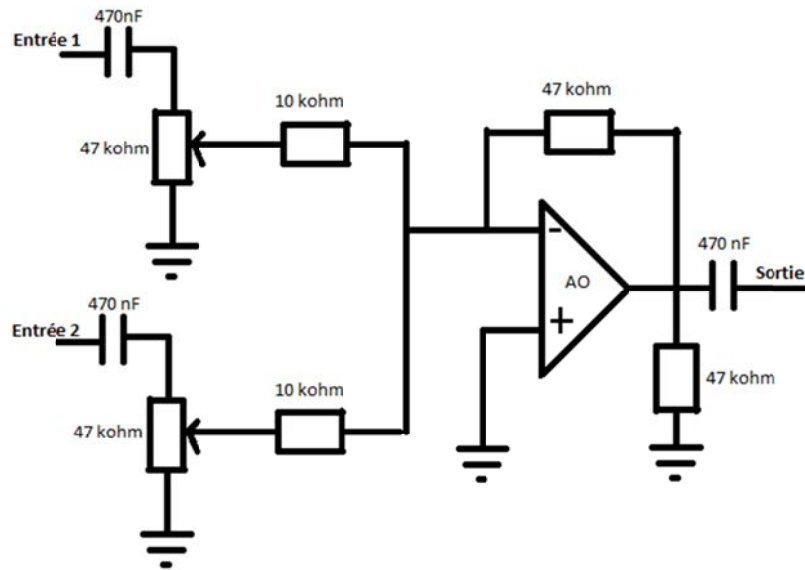 470nF
Entrée 1
47 kohm
10 kohm
47 kohm
-
AO
+
470 nF
Sortie
47 kohm
470 nF
Entrée 2
47 kohm
10 kohm